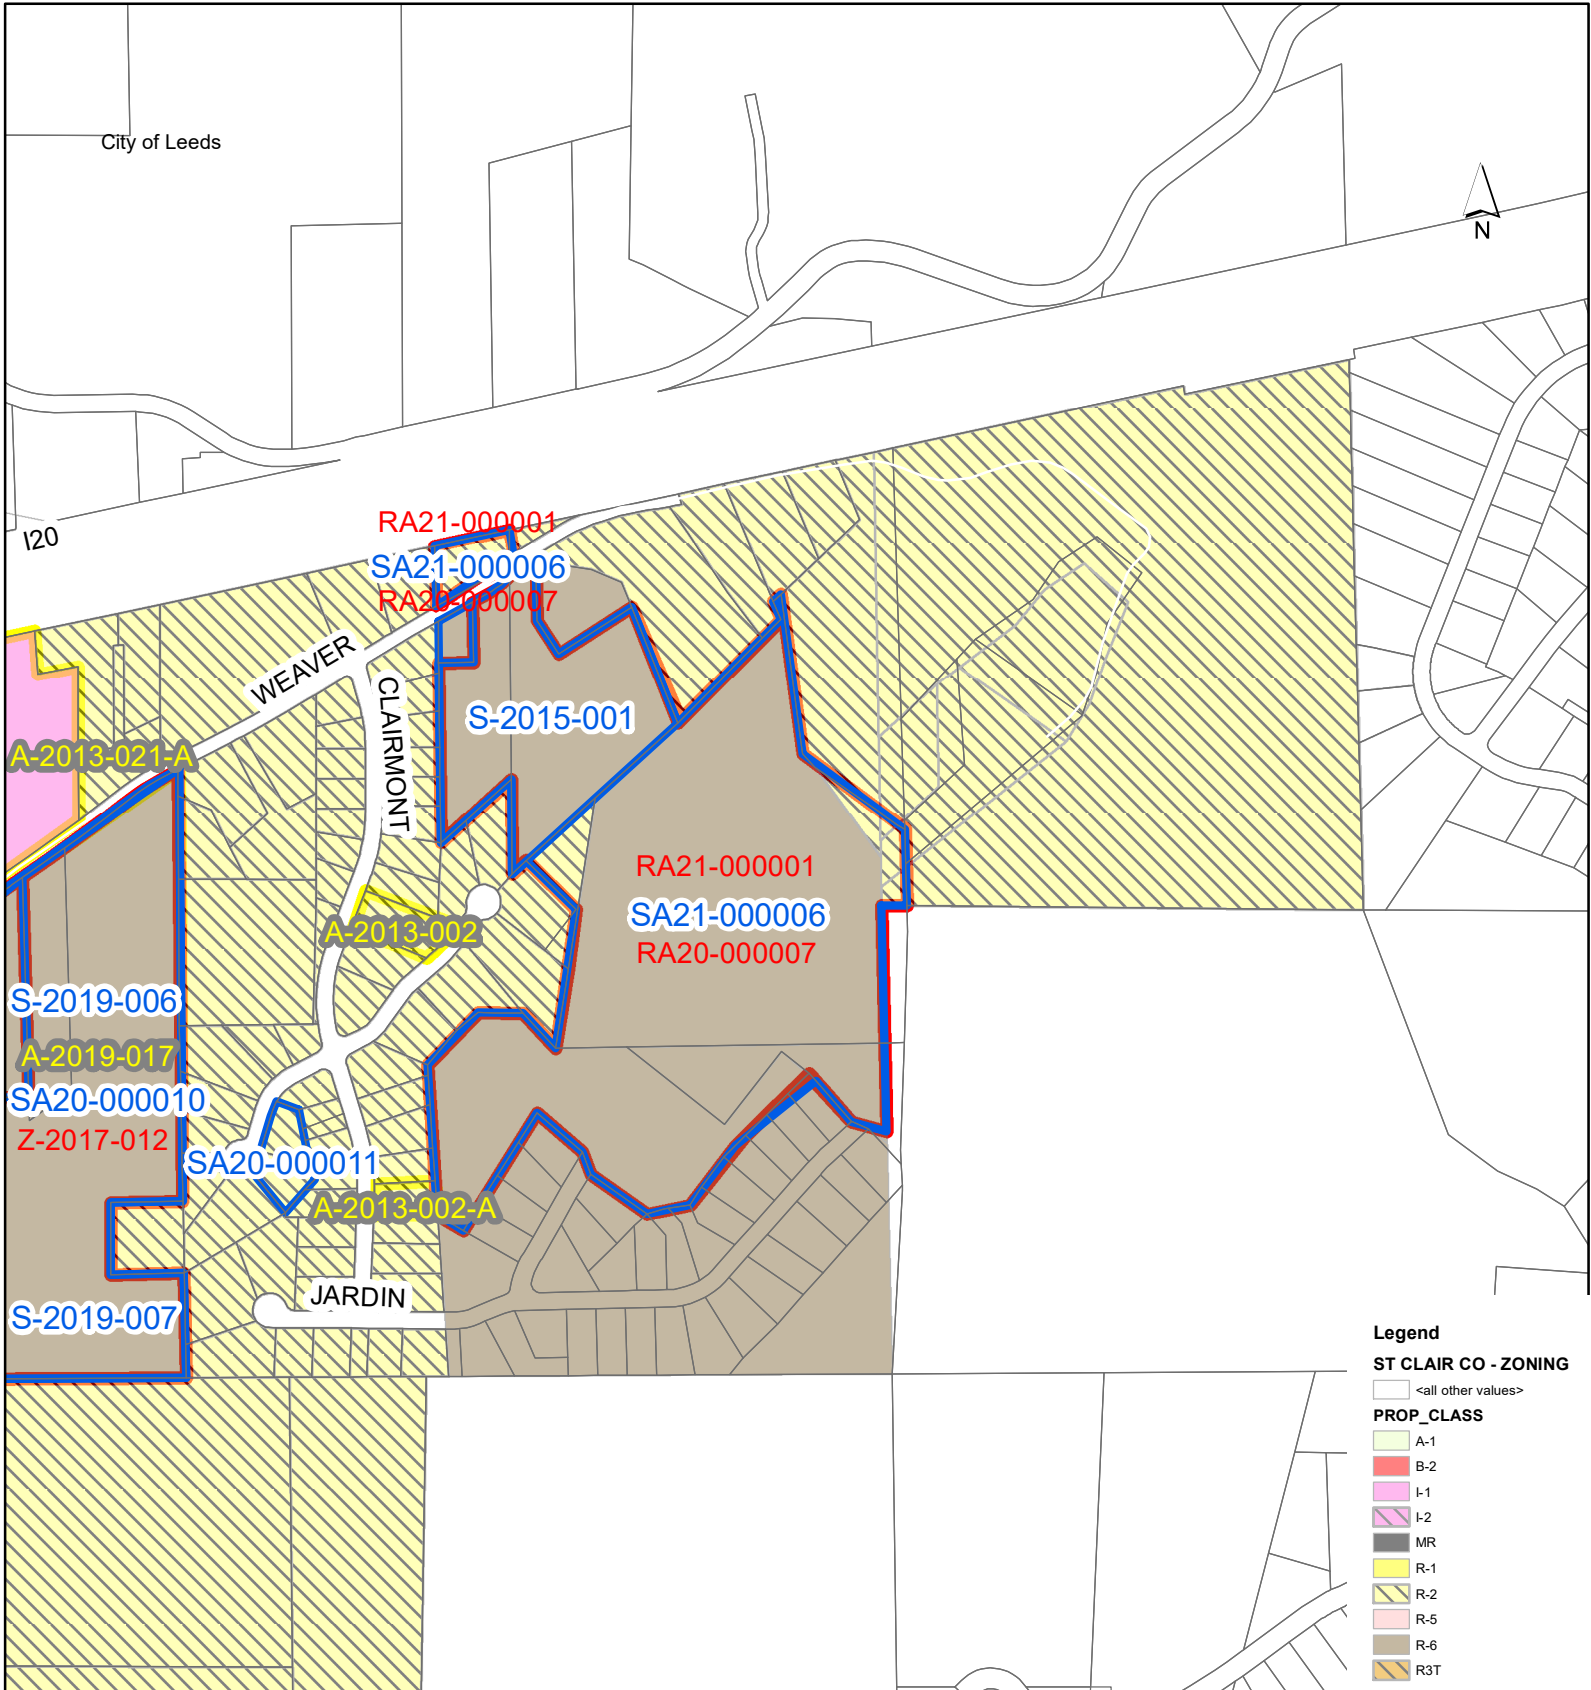 City of Leeds
N
I20
RA21-000001
SA21-000006
RA20-000007
WEAVER
CLAIRMONT
S-2015-001
A-2013-021-A
RA21-000001
SA21-000006
RA20-000007
A-2013-002
S-2019-006
A-2019-017
SA20-000010
Z-2017-012
SA20-000011
A-2013-002-A
JARDIN
S-2019-007
Legend
ST CLAIR CO - ZONING
<all other values>
PROP_CLASS
A-1
B-2
I-1
I-2
MR
R-1
R-2
R-5
R-6
R3T